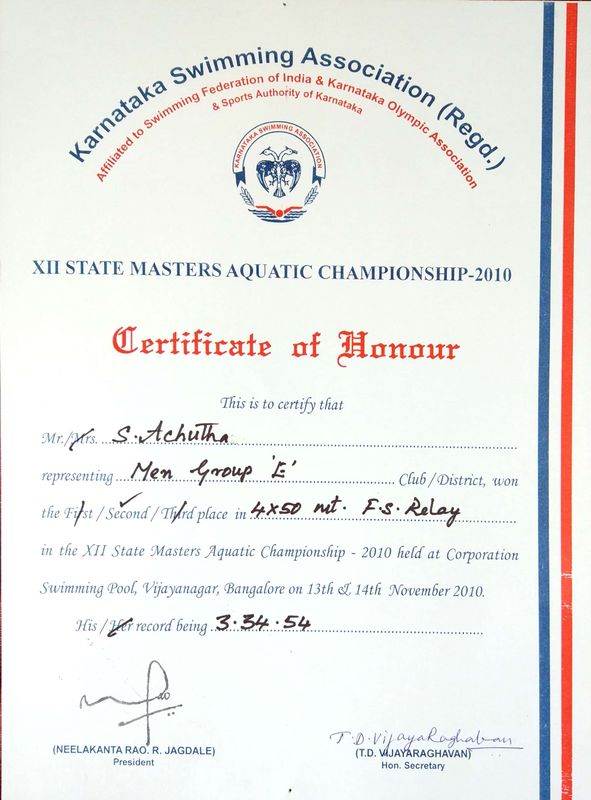 Karnataka Swimming Association (Regd.)
Affiliated to Swimming Federation of India & Karnataka Olympic Association
& Sports Authority of Karnataka
KARNATAKA SWIMMING ASSOCIATION
XII STATE MASTERS AQUATIC CHAMPIONSHIP-2010
Certificate of Honour
This is to certify that
Mr./Mrs. S. Achutha
representing Men Group 'E' Club / District, won
the First / Second / Third place in 4x50 mt. F.S. Relay
in the XII State Masters Aquatic Championship - 2010 held at Corporation
Swimming Pool, Vijayanagar, Bangalore on 13th & 14th November 2010.
His / Her record being 3.34.54
T.D. VijayaRaghavan
(NEELAKANTA RAO. R. JAGDALE) (T.D. VIJAYARAGHAVAN)
President Hon. Secretary